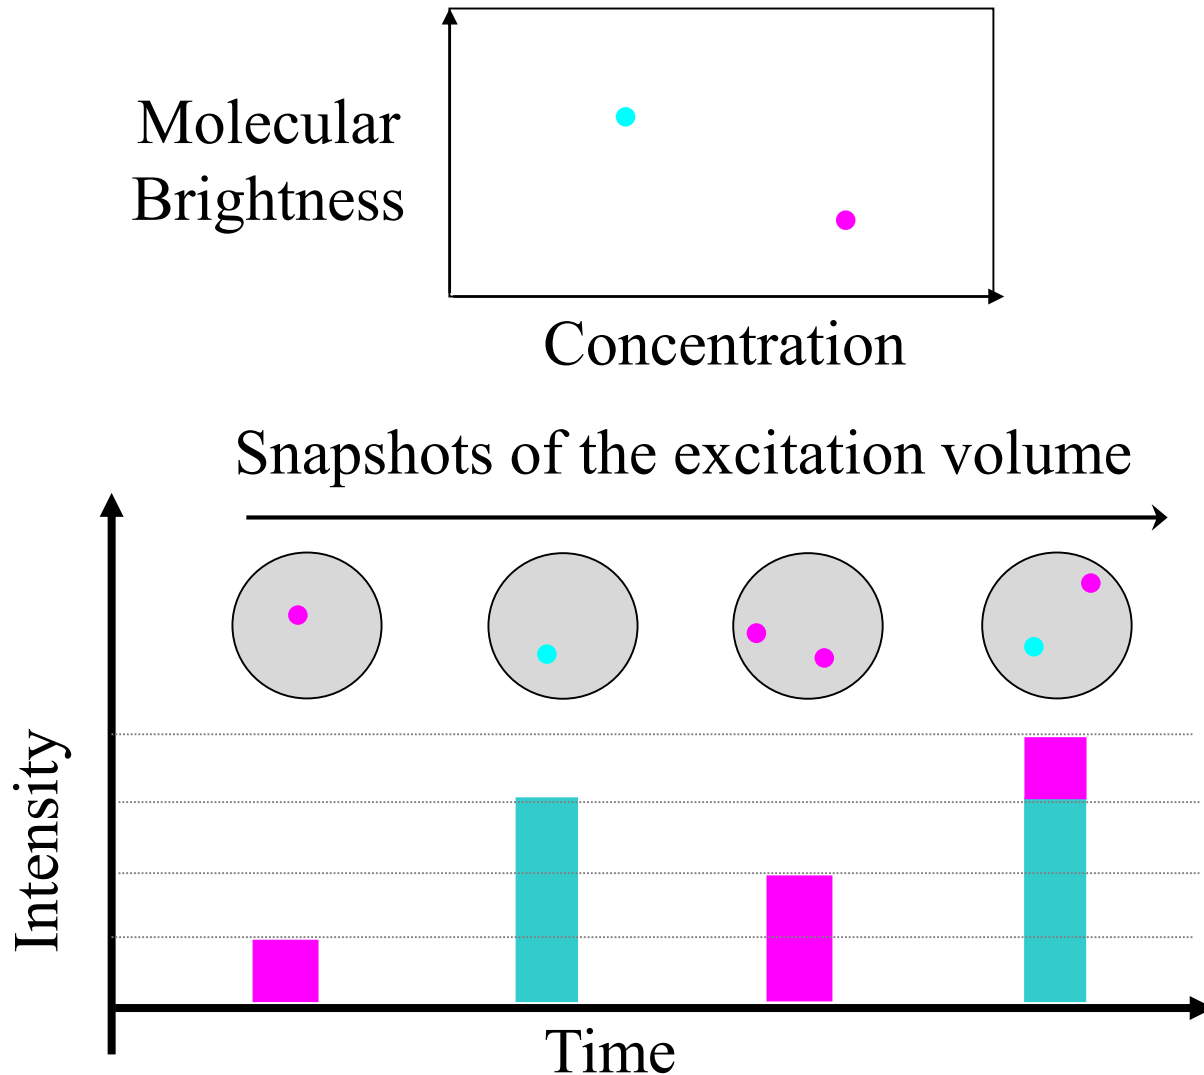 Molecular
Brightness
Concentration
Snapshots of the excitation volume
Intensity
Time